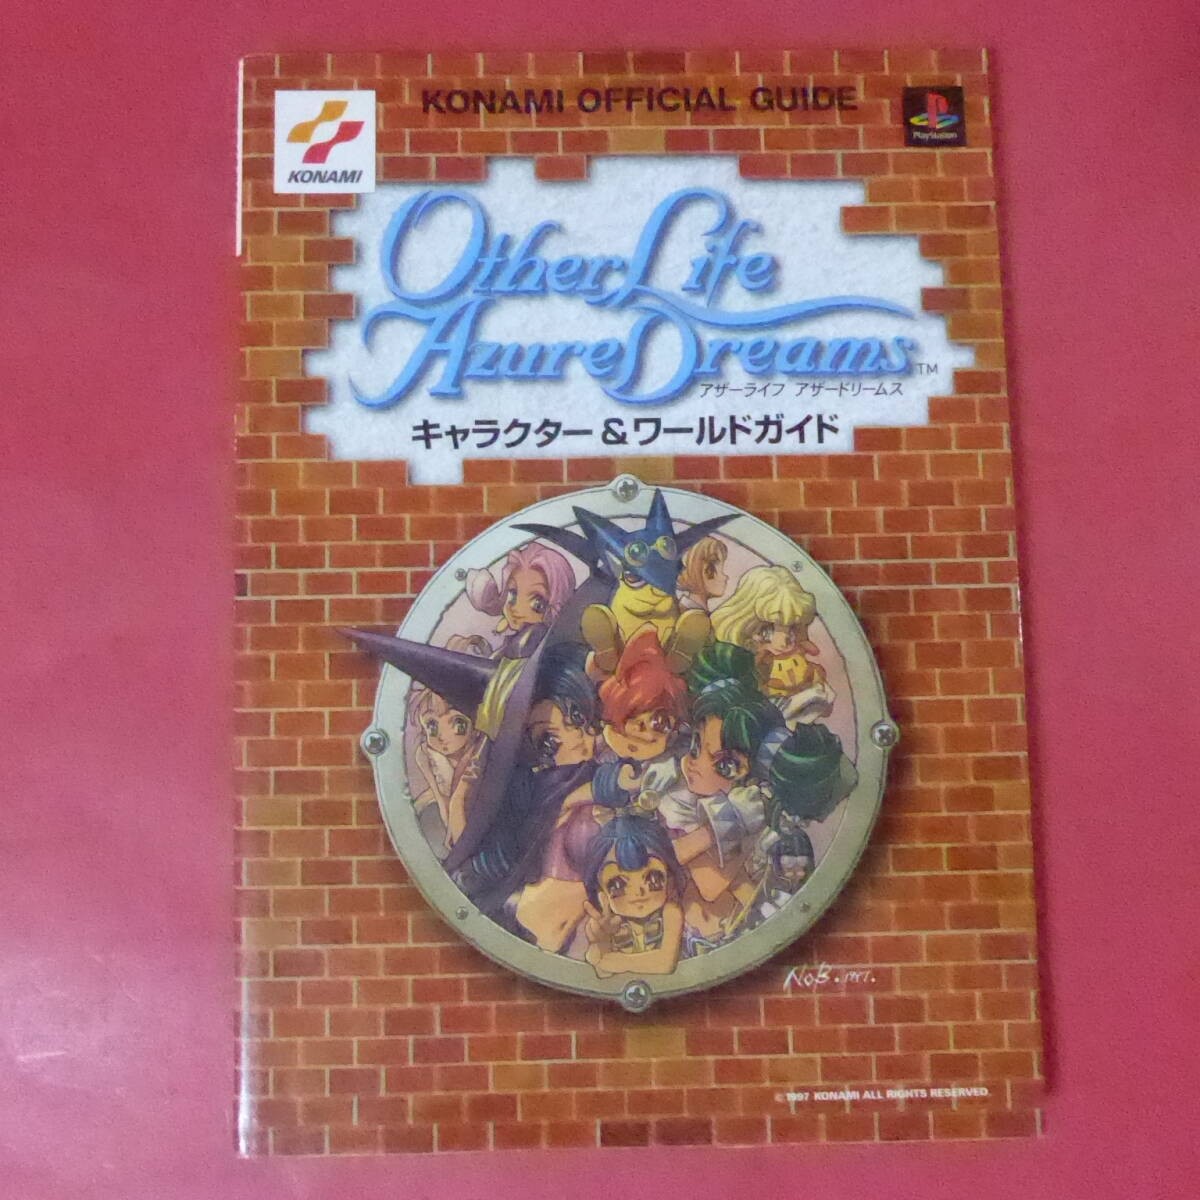 KONAMI OFFICIAL GUIDE
KONAMI
PlayStation
Other Life
Azure Dreams™
アザーライフ アザードリームス
キャラクター&ワールドガイド
NOB.1997.
©1997 KONAMI ALL RIGHTS RESERVED.